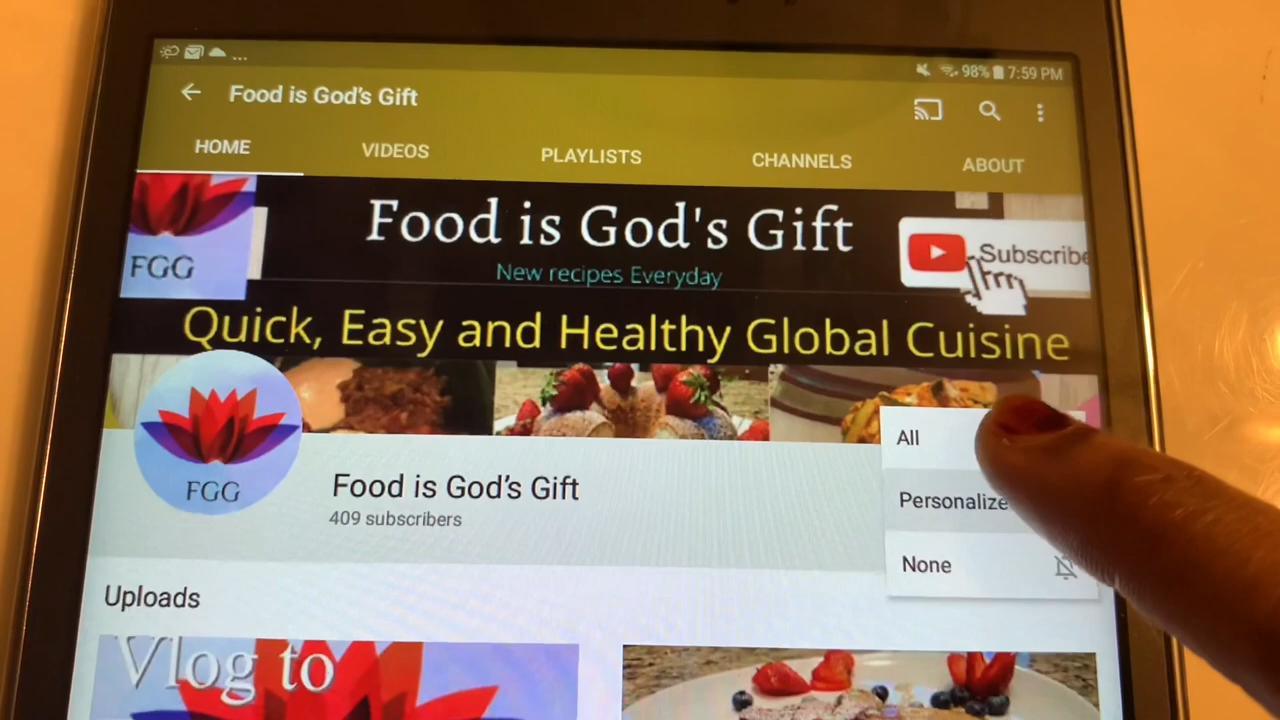 ... 98% 7:59 PM
Food is God's Gift
HOME VIDEOS PLAYLISTS CHANNELS ABOUT
Food is God's Gift
Subscribe
FGG
New recipes Everyday
Quick, Easy and Healthy Global Cuisine
All
FGG
Food is God's Gift
Personalize
409 subscribers
None
Uploads
Vlog to